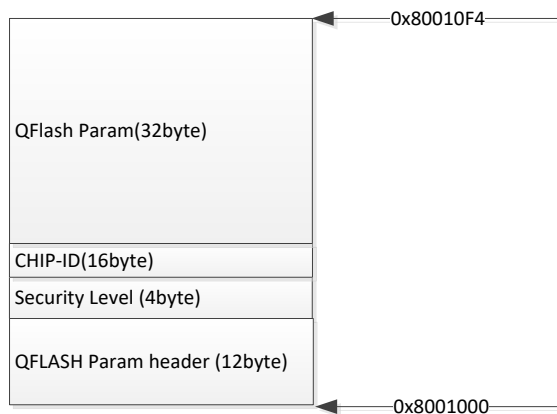 0x80010F4
QFlash Param(32byte)
CHIP-ID(16byte)
Security Level (4byte)
QFLASH Param header (12byte)
0x8001000